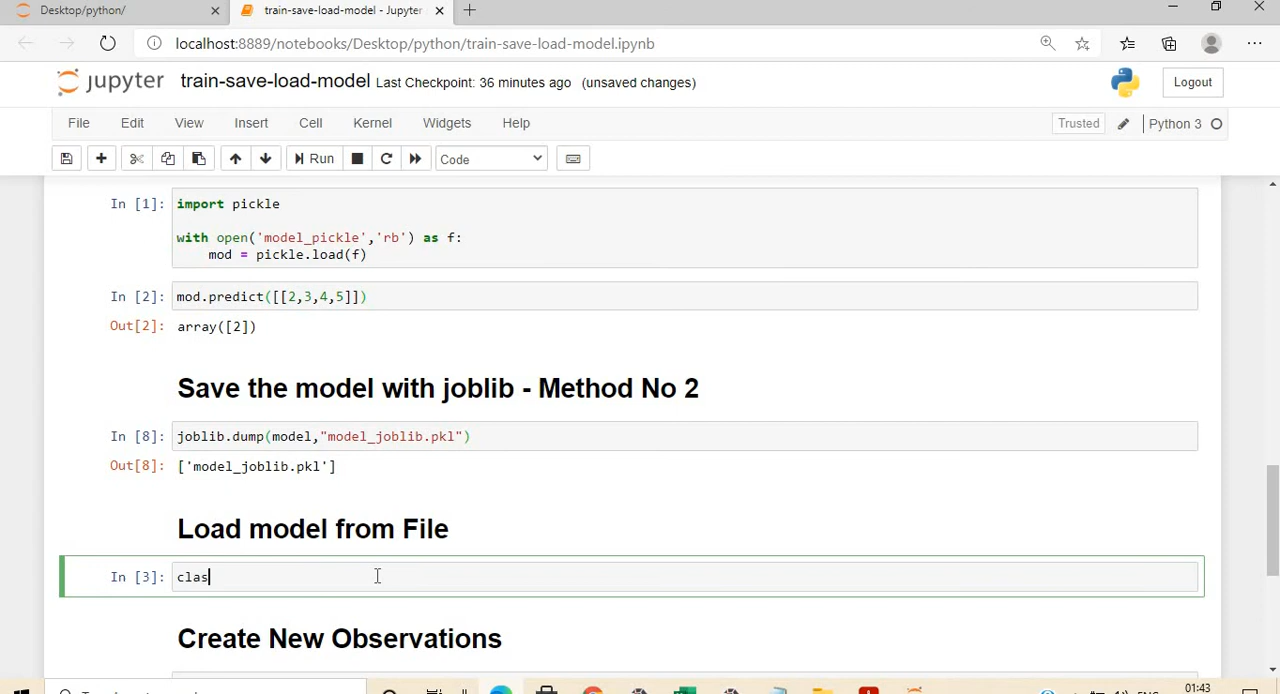 Desktop/python/
train-save-load-model - Jupyter
localhost:8889/notebooks/Desktop/python/train-save-load-model.ipynb
jupyter train-save-load-model Last Checkpoint: 36 minutes ago (unsaved changes)
Logout
File Edit View Insert Cell Kernel Widgets Help
Trusted Python 3
Run Code
In [1]: import pickle
with open('model_pickle','rb') as f:
mod = pickle.load(f)
In [2]: mod.predict([[2,3,4,5]])
Out[2]: array([2])
Save the model with joblib - Method No 2
In [8]: joblib.dump(model,"model_joblib.pkl")
Out[8]: ['model_joblib.pkl']
Load model from File
In [3]: clas
Create New Observations
01:43